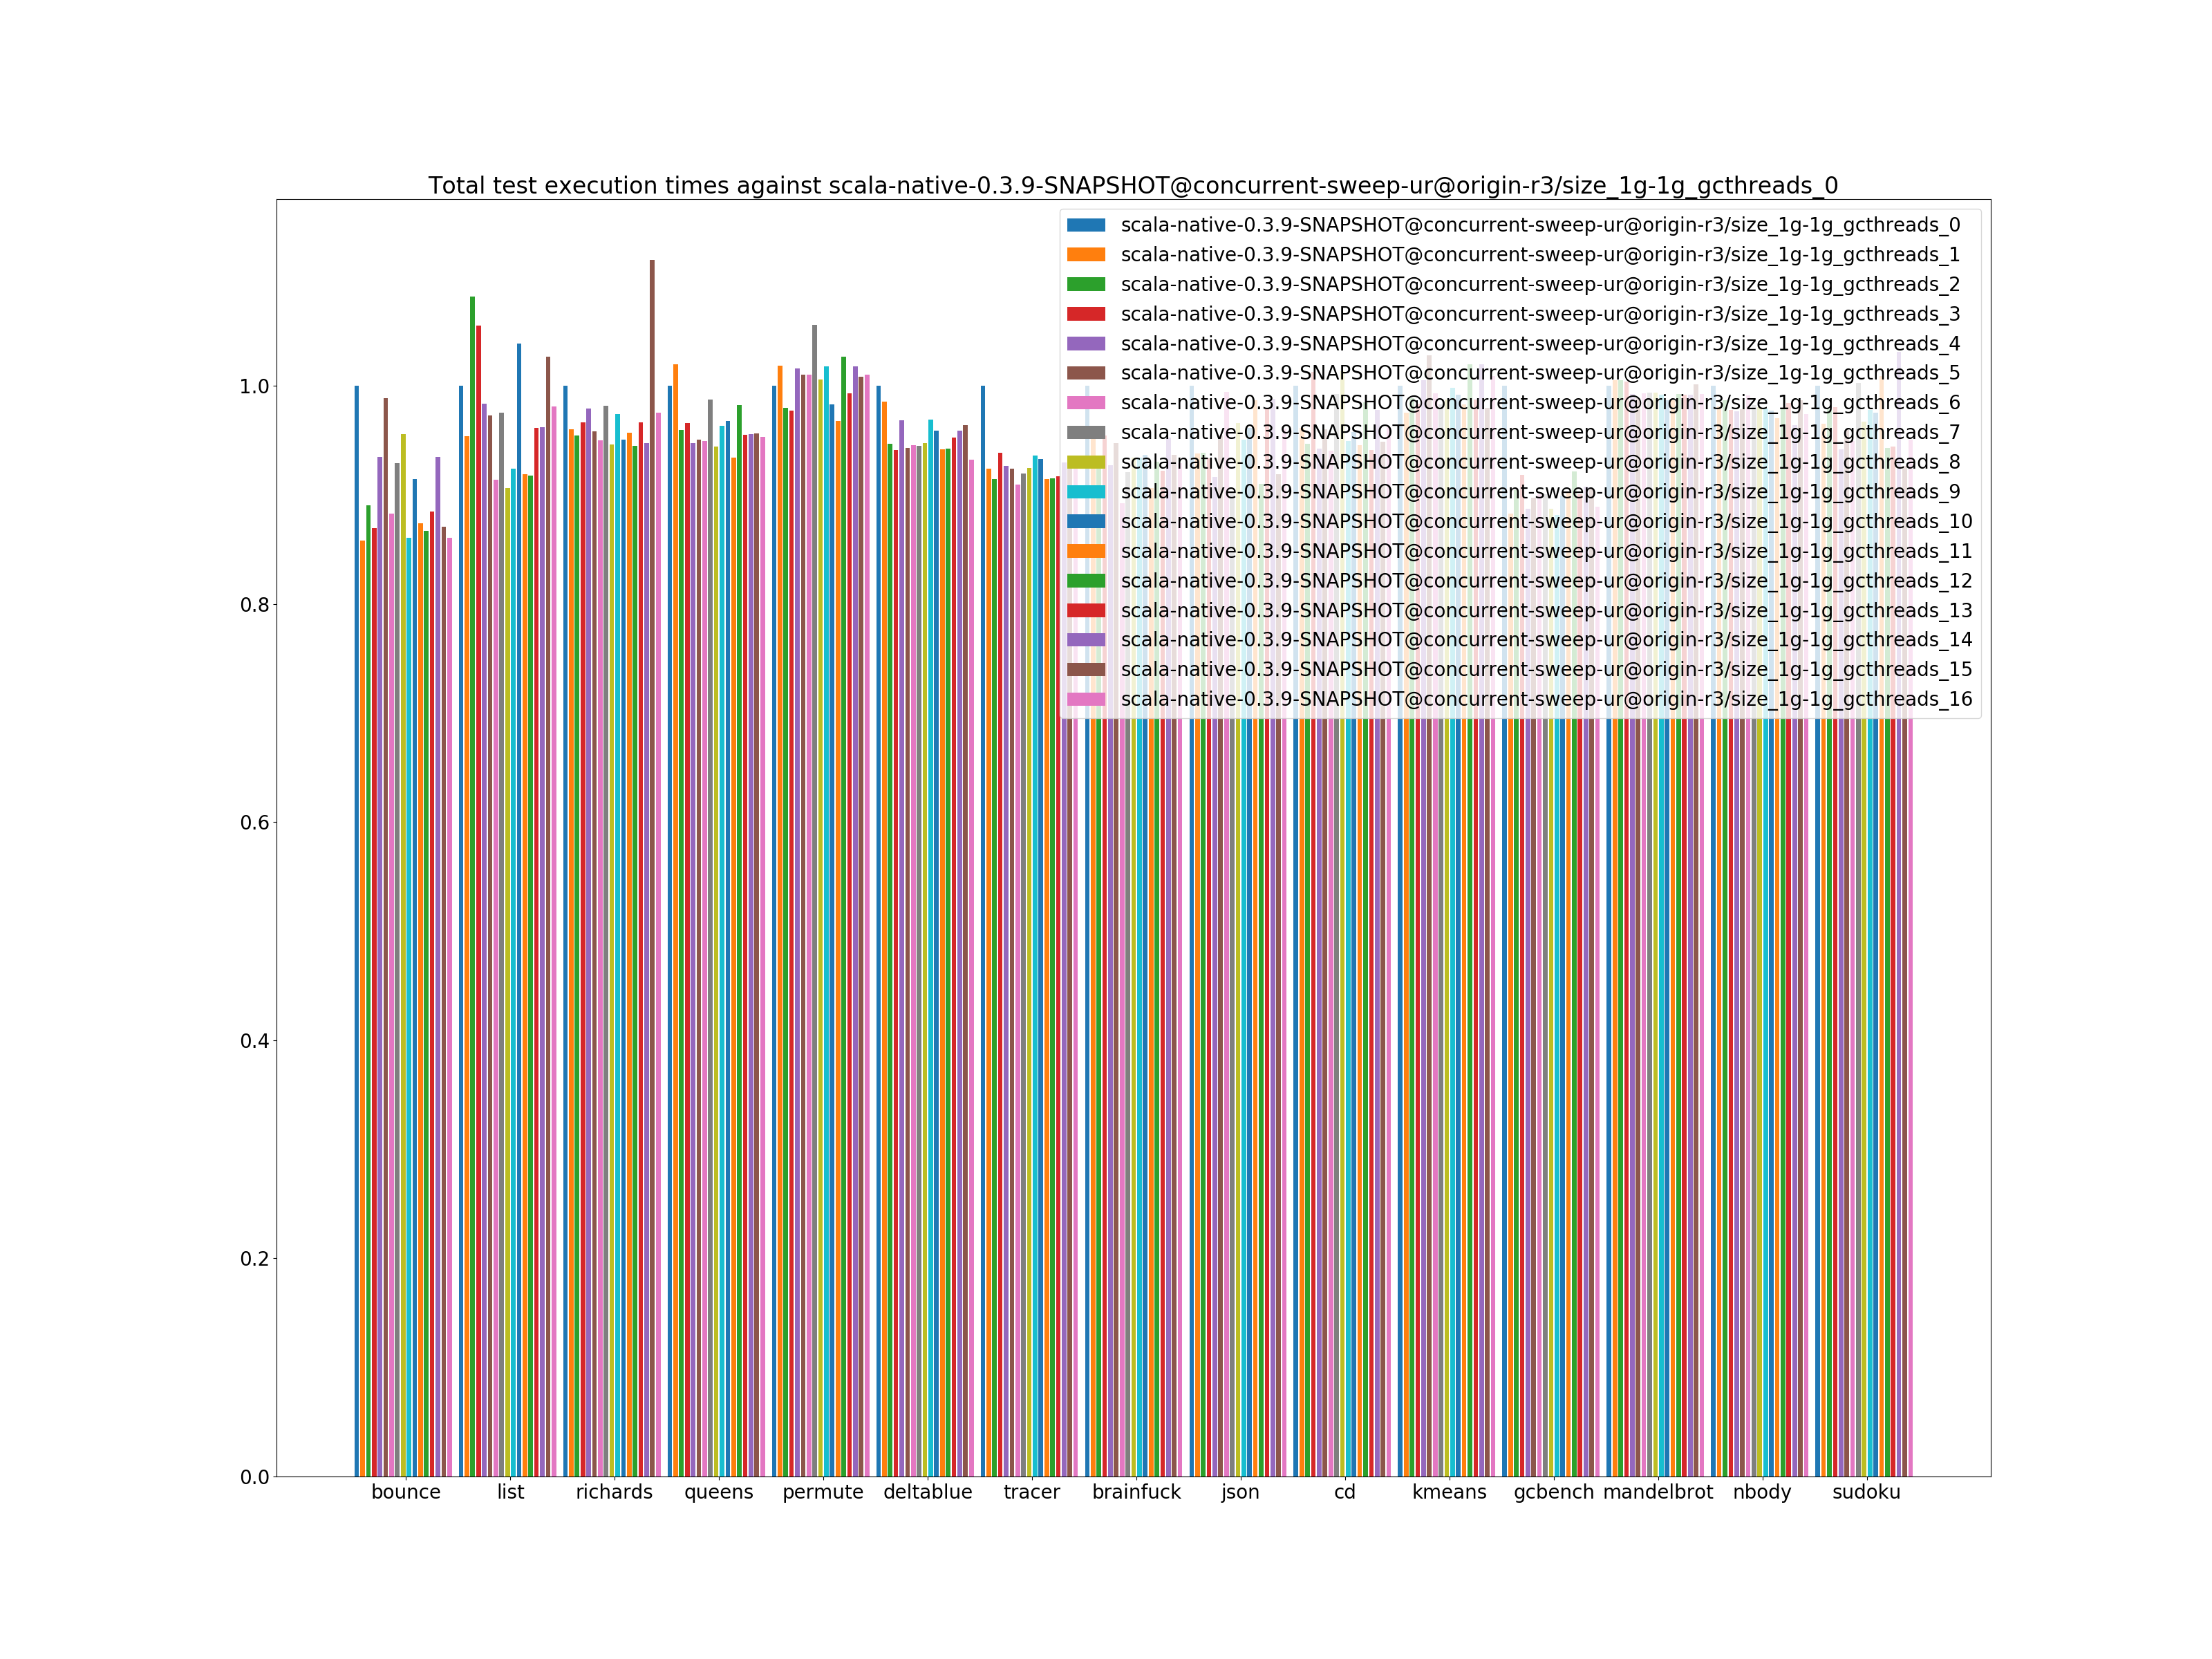 Total test execution times against scala-native-0.3.9-SNAPSHOT@concurrent-sweep-ur@origin-r3/size_1g-1g_gcthreads_0
scala-native-0.3.9-SNAPSHOT@concurrent-sweep-ur@origin-r3/size_1g-1g_gcthreads_0
scala-native-0.3.9-SNAPSHOT@concurrent-sweep-ur@origin-r3/size_1g-1g_gcthreads_1
scala-native-0.3.9-SNAPSHOT@concurrent-sweep-ur@origin-r3/size_1g-1g_gcthreads_2
scala-native-0.3.9-SNAPSHOT@concurrent-sweep-ur@origin-r3/size_1g-1g_gcthreads_3
scala-native-0.3.9-SNAPSHOT@concurrent-sweep-ur@origin-r3/size_1g-1g_gcthreads_4
scala-native-0.3.9-SNAPSHOT@concurrent-sweep-ur@origin-r3/size_1g-1g_gcthreads_5
scala-native-0.3.9-SNAPSHOT@concurrent-sweep-ur@origin-r3/size_1g-1g_gcthreads_6
scala-native-0.3.9-SNAPSHOT@concurrent-sweep-ur@origin-r3/size_1g-1g_gcthreads_7
scala-native-0.3.9-SNAPSHOT@concurrent-sweep-ur@origin-r3/size_1g-1g_gcthreads_8
scala-native-0.3.9-SNAPSHOT@concurrent-sweep-ur@origin-r3/size_1g-1g_gcthreads_9
scala-native-0.3.9-SNAPSHOT@concurrent-sweep-ur@origin-r3/size_1g-1g_gcthreads_10
scala-native-0.3.9-SNAPSHOT@concurrent-sweep-ur@origin-r3/size_1g-1g_gcthreads_11
scala-native-0.3.9-SNAPSHOT@concurrent-sweep-ur@origin-r3/size_1g-1g_gcthreads_12
scala-native-0.3.9-SNAPSHOT@concurrent-sweep-ur@origin-r3/size_1g-1g_gcthreads_13
scala-native-0.3.9-SNAPSHOT@concurrent-sweep-ur@origin-r3/size_1g-1g_gcthreads_14
scala-native-0.3.9-SNAPSHOT@concurrent-sweep-ur@origin-r3/size_1g-1g_gcthreads_15
scala-native-0.3.9-SNAPSHOT@concurrent-sweep-ur@origin-r3/size_1g-1g_gcthreads_16
1.0
0.8
0.6
0.4
0.2
0.0
bounce list richards queens permute deltablue tracer brainfuck json cd kmeans gcbench mandelbrot nbody sudoku